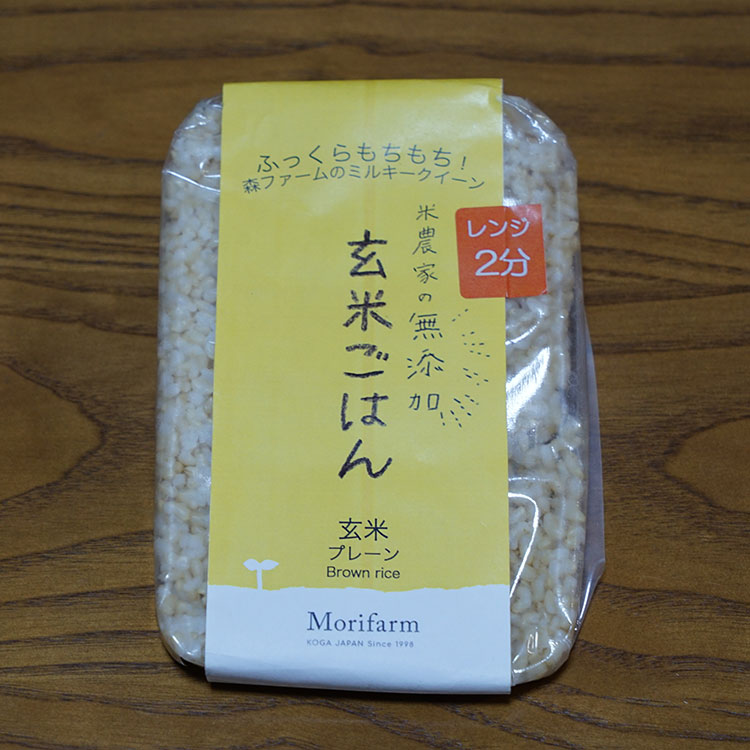 ふっくらもちもち!
森ファームのミルキークイーン
レンジ
2分
米農家の無添加
玄米ごはん
玄米
プレーン
Brown rice
Morifarm
KOGA JAPAN Since 1998